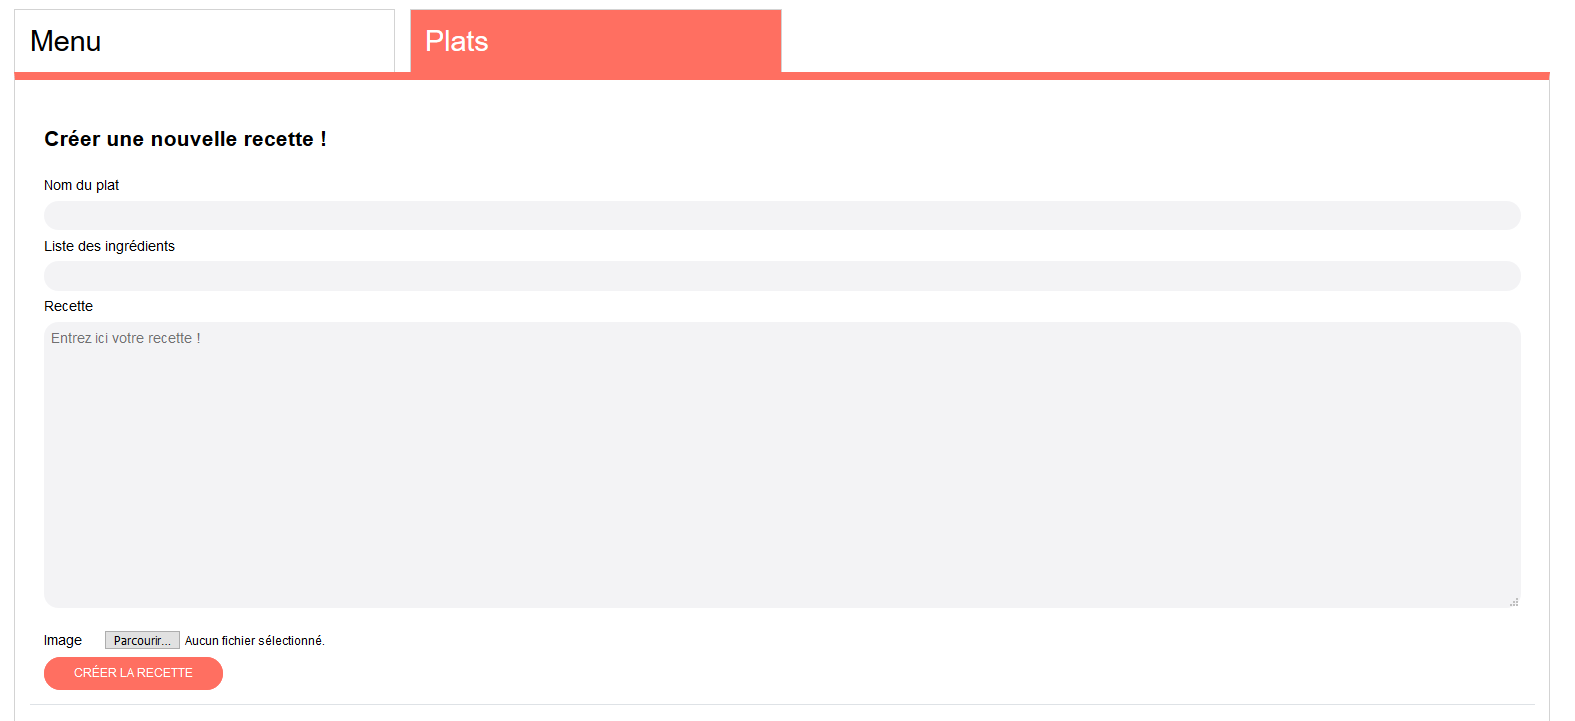 Menu
Plats
Créer une nouvelle recette !
Nom du plat
Liste des ingrédients
Recette
Entrez ici votre recette !
Image Parcourir... Aucun fichier sélectionné.
CRÉER LA RECETTE